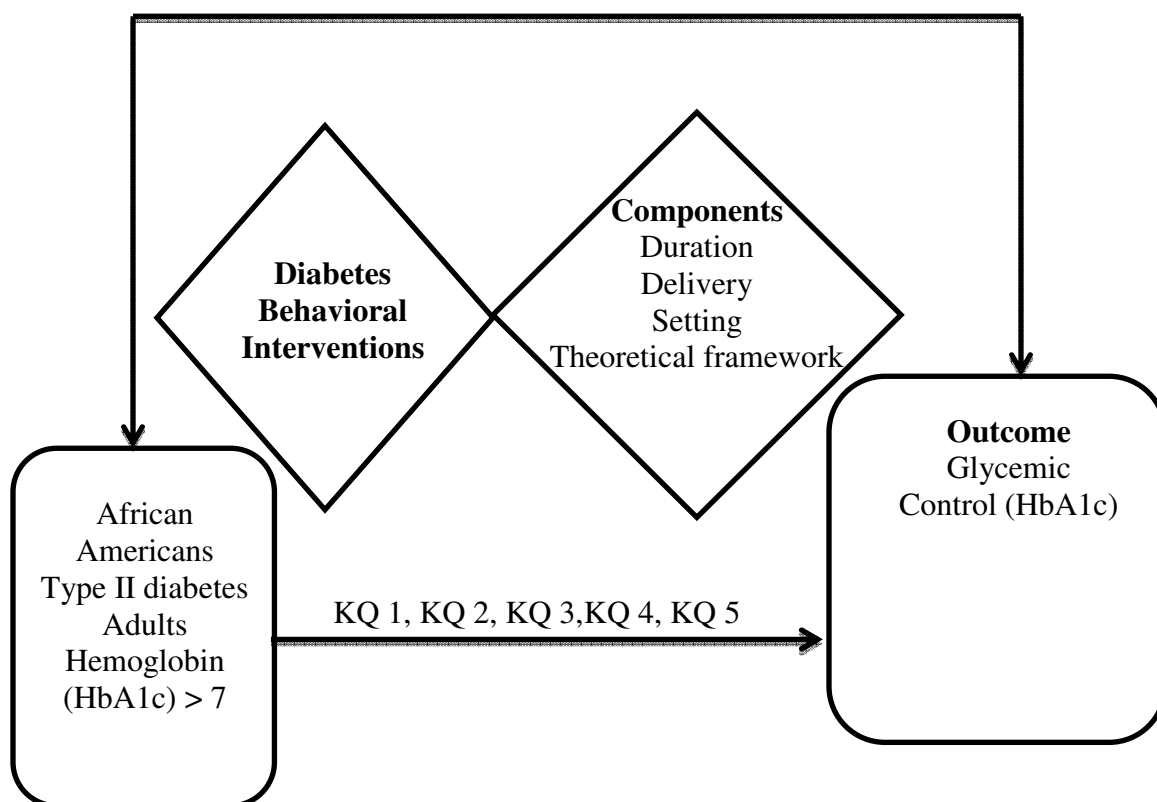 Diabetes
Behavioral
Interventions
Components
Duration
Delivery
Setting
Theoretical framework
African
Americans
Type II diabetes
Adults
Hemoglobin
(HbA1c) > 7
KQ 1, KQ 2, KQ 3,KQ 4, KQ 5
Outcome
Glycemic
Control (HbA1c)